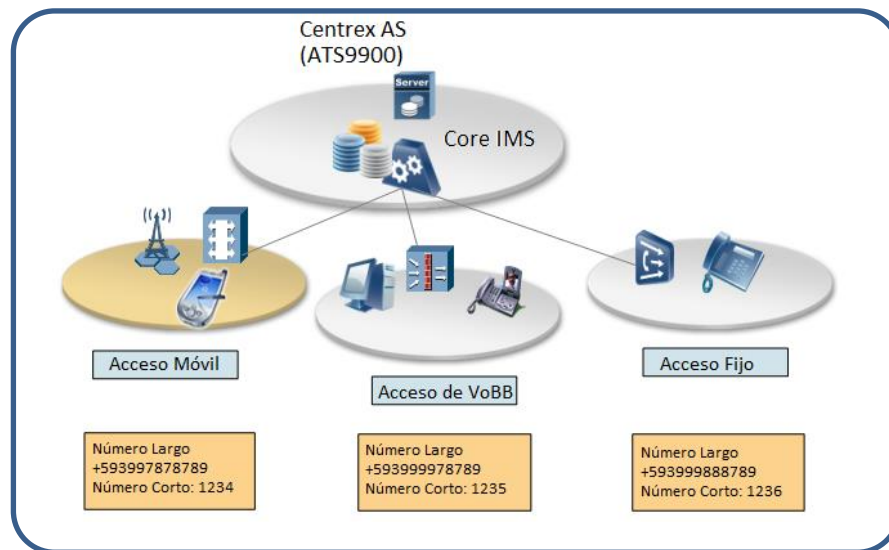 Centrex AS
(ATS9900)
Server
Core IMS
Acceso Móvil
Acceso de VoBB
Acceso Fijo
Número Largo
+593997878789
Número Corto: 1234
Número Largo
+593999978789
Número Corto: 1235
Número Largo
+593999888789
Número Corto: 1236